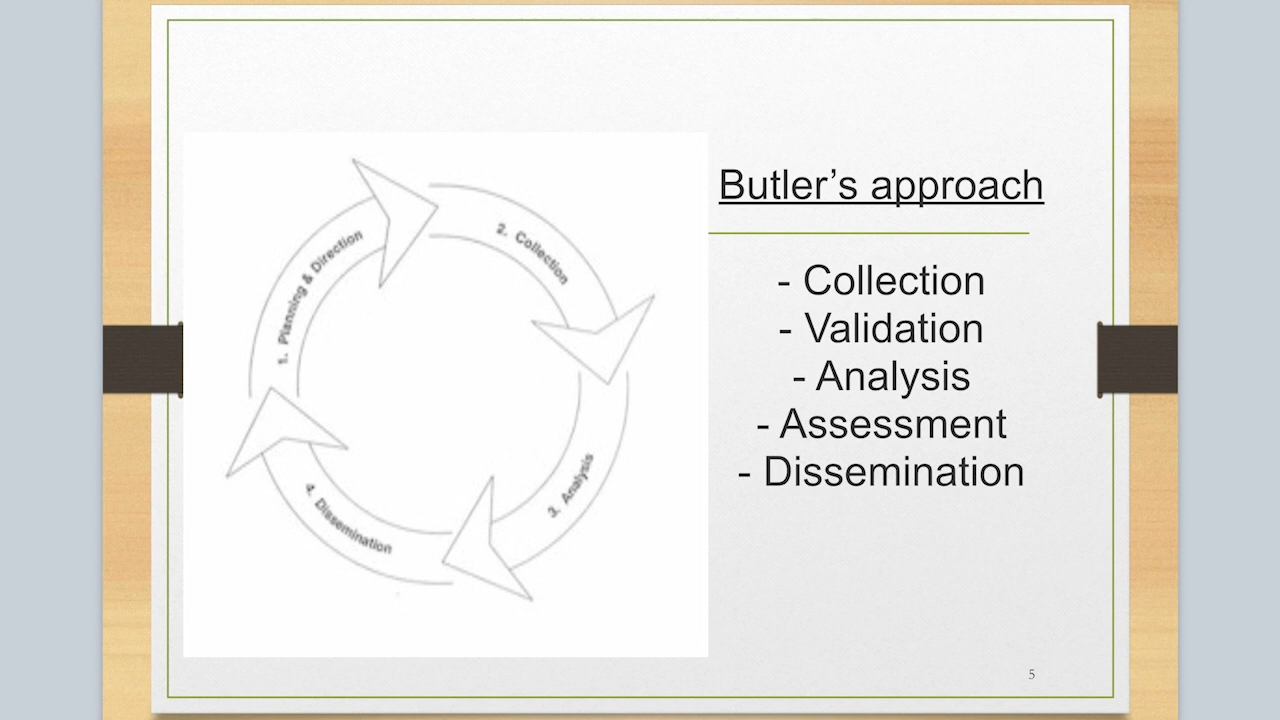 1. Planning & Direction
2. Collection
3. Analysis
4. Dissemination
Butler’s approach
- Collection
- Validation
- Analysis
- Assessment
- Dissemination
5